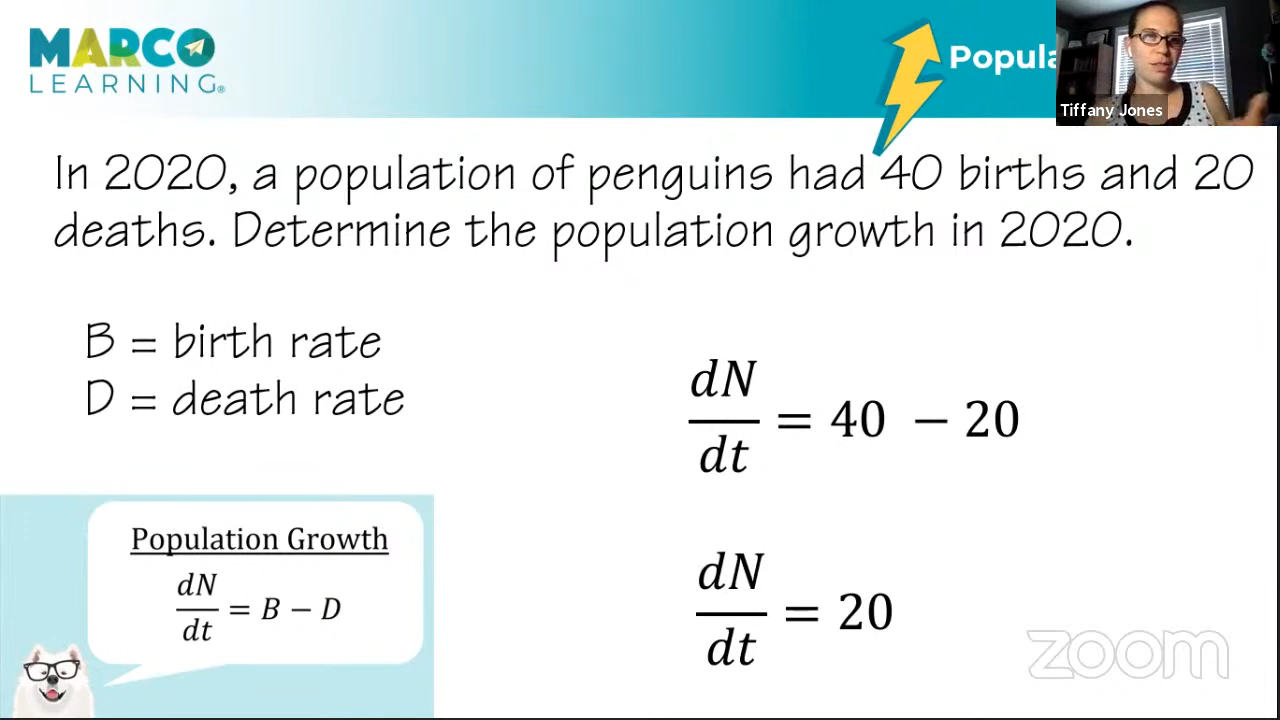 MARCO
LEARNING®
Popula
Tiffany Jones
In 2020, a population of penguins had 40 births and 20
deaths. Determine the population growth in 2020.
B = birth rate
D = death rate
dN/dt = 40 − 20
Population Growth
dN/dt = B − D
dN/dt = 20
zoom